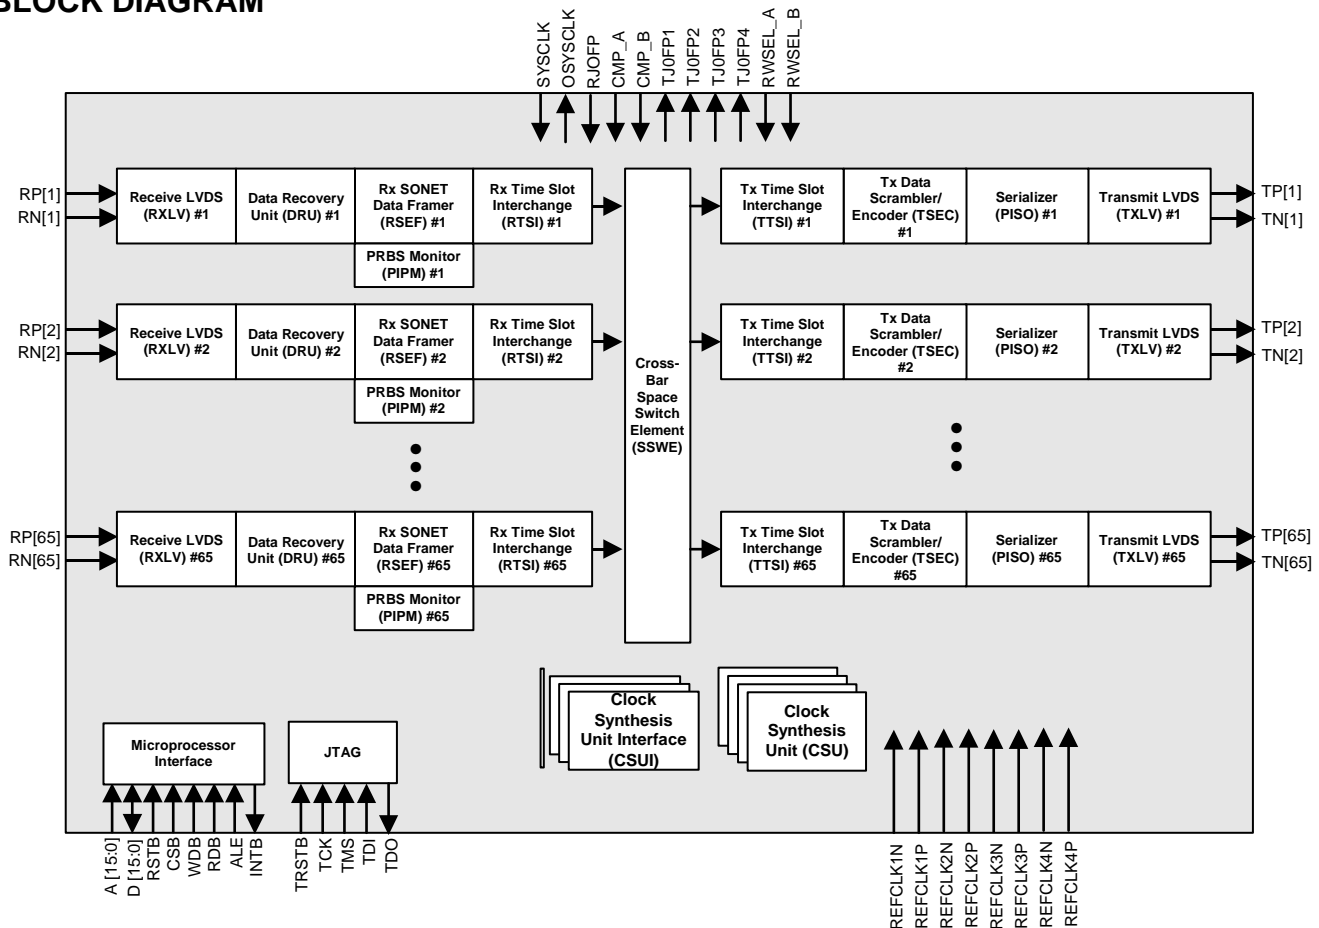 BLOCK DIAGRAM
SYSCLK
OSYSCLK
RJOFP
CMP_A
CMP_B
TJ0FP1
TJ0FP2
TJ0FP3
TJ0FP4
RWSEL_A
RWSEL_B
RP[1]
RN[1]
Receive LVDS
(RXLV) #1
Data Recovery
Unit (DRU) #1
Rx SONET
Data Framer
(RSEF) #1
Rx Time Slot
Interchange
(RTSI) #1
PRBS Monitor
(PIPM) #1
Tx Time Slot
Interchange
(TTSI) #1
Tx Data
Scrambler/
Encoder (TSEC)
#1
Serializer
(PISO) #1
Transmit LVDS
(TXLV) #1
TP[1]
TN[1]
RP[2]
RN[2]
Receive LVDS
(RXLV) #2
Data Recovery
Unit (DRU) #2
Rx SONET
Data Framer
(RSEF) #2
Rx Time Slot
Interchange
(RTSI) #2
PRBS Monitor
(PIPM) #2
Cross-
Bar
Space
Switch
Element
(SSWE)
Tx Time Slot
Interchange
(TTSI) #2
Tx Data
Scrambler/
Encoder (TSEC)
#2
Serializer
(PISO) #2
Transmit LVDS
(TXLV) #2
TP[2]
TN[2]
RP[65]
RN[65]
Receive LVDS
(RXLV) #65
Data Recovery
Unit (DRU) #65
Rx SONET
Data Framer
(RSEF) #65
Rx Time Slot
Interchange
(RTSI) #65
PRBS Monitor
(PIPM) #65
Tx Time Slot
Interchange
(TTSI) #65
Tx Data
Scrambler/
Encoder (TSEC)
#65
Serializer
(PISO) #65
Transmit LVDS
(TXLV) #65
TP[65]
TN[65]
Microprocessor
Interface
JTAG
Clock
Synthesis
Unit Interface
(CSUI)
Clock
Synthesis
Unit (CSU)
A [15:0]
D [15:0]
RSTB
CSB
WDB
RDB
ALE
INTB
TRSTB
TCK
TMS
TDI
TDO
REFCLK1N
REFCLK1P
REFCLK2N
REFCLK2P
REFCLK3N
REFCLK3P
REFCLK4N
REFCLK4P